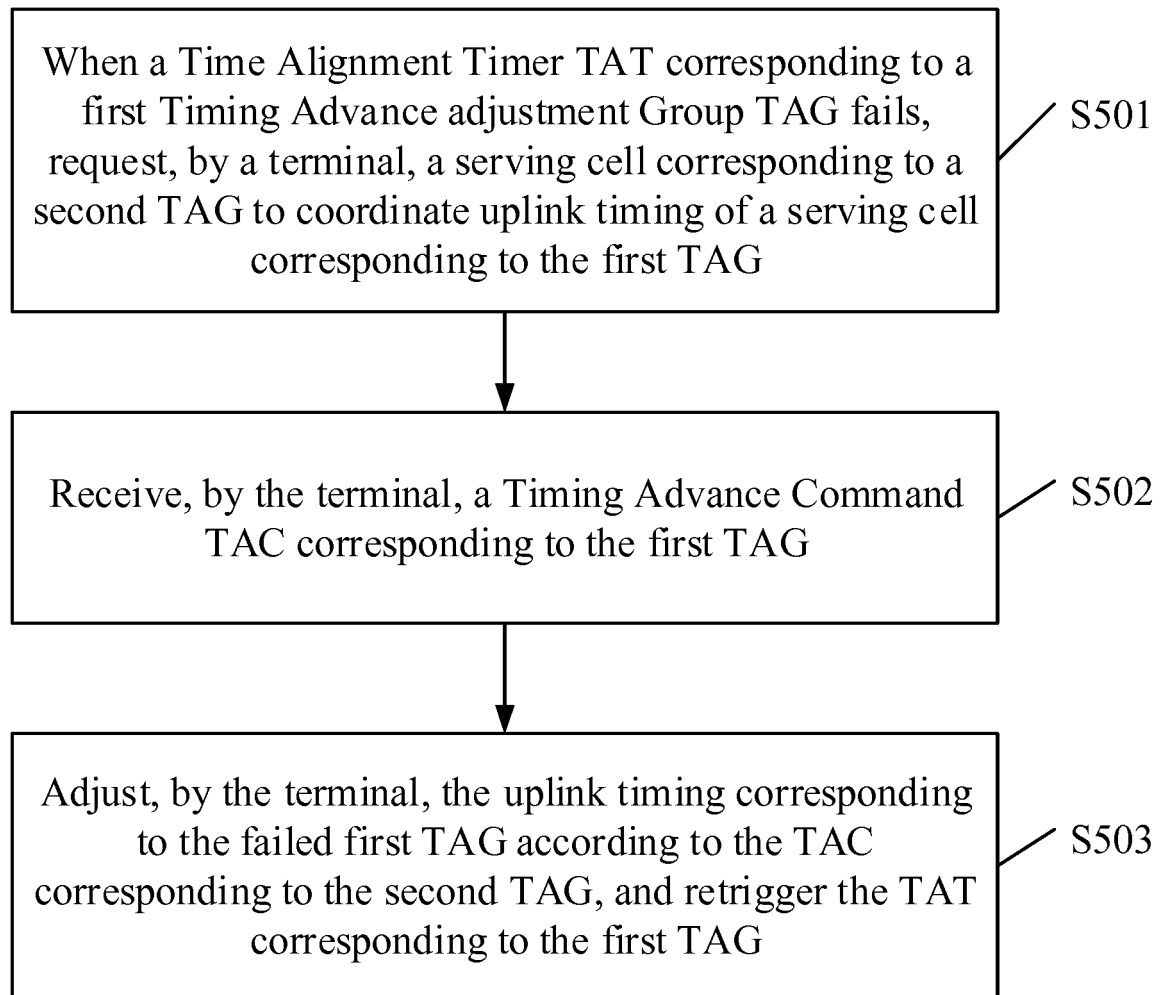 When a Time Alignment Timer TAT corresponding to a
first Timing Advance adjustment Group TAG fails,
request, by a terminal, a serving cell corresponding to a
second TAG to coordinate uplink timing of a serving cell
corresponding to the first TAG
S501
Receive, by the terminal, a Timing Advance Command
TAC corresponding to the first TAG
S502
Adjust, by the terminal, the uplink timing corresponding
to the failed first TAG according to the TAC
corresponding to the second TAG, and retrigger the TAT
corresponding to the first TAG
S503